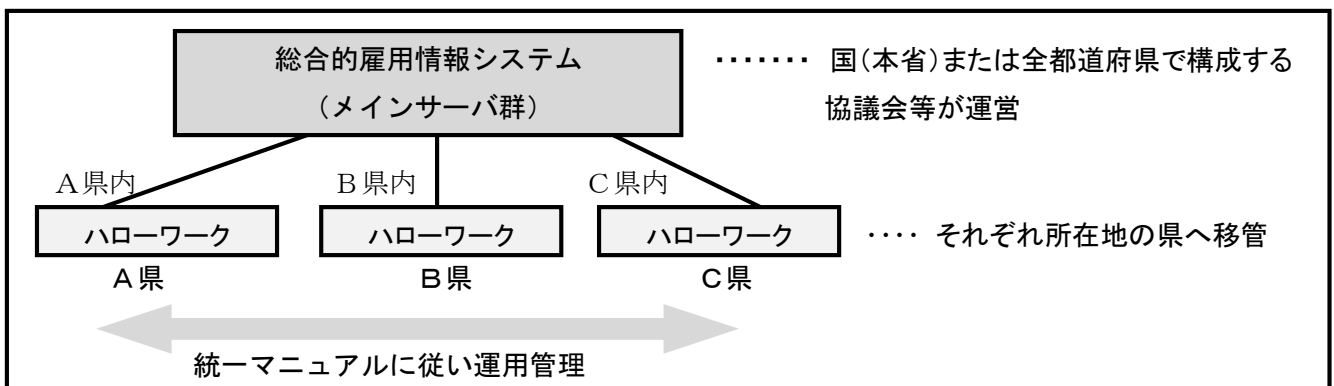 総合的雇用情報システム
（メインサーバ群）
・・・・・・・ 国（本省）または全都道府県で構成する
協議会等が運営
Ａ県内
Ｂ県内
Ｃ県内
ハローワーク
ハローワーク
ハローワーク
・・・・ それぞれ所在地の県へ移管
Ａ県
Ｂ県
Ｃ県
統一マニュアルに従い運用管理